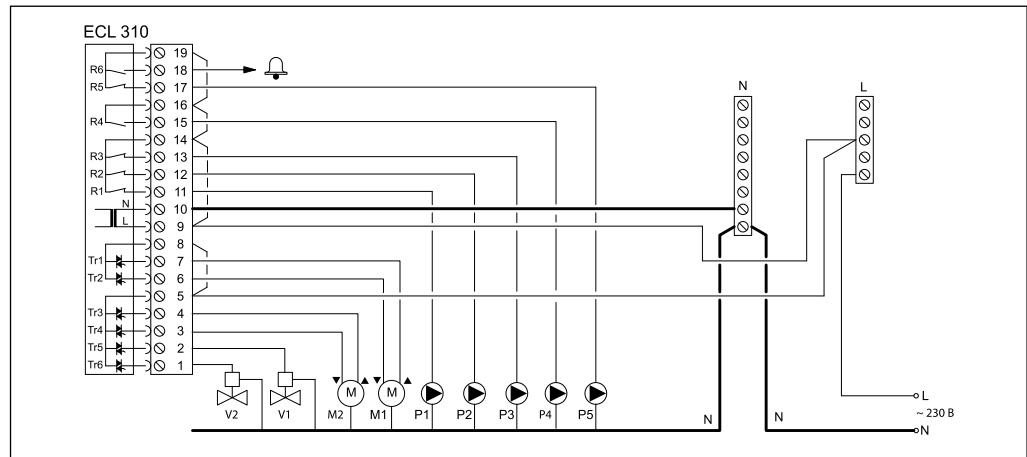 ECL 310
19
R6 18
R5 17
16
R4 15
14
R3 13
R2 12
R1 11
N 10
L 9
8
Tr1 7
Tr2 6
5
Tr3 4
Tr4 3
Tr5 2
Tr6 1
N
L
V2 V1 M M2 M M1 P1 P2 P3 P4 P5
N N
L
~ 230 В
N